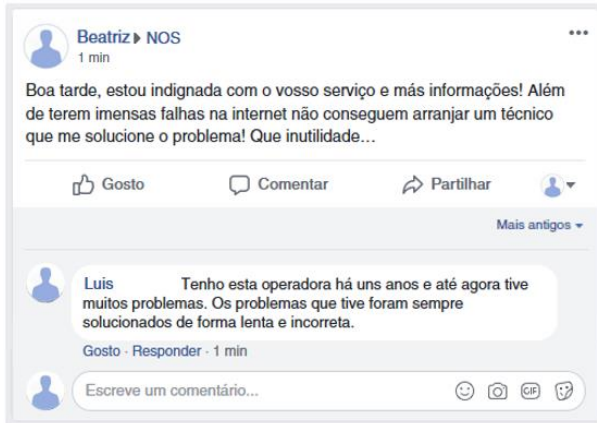 Beatriz NOS
1 min
Boa tarde, estou indignada com o vosso serviço e más informações! Além
de terem imensas falhas na internet não conseguem arranjar um técnico
que me solucione o problema! Que inutilidade...
Gosto Comentar Partilhar
Mais antigos
Luis Tenho esta operadora há uns anos e até agora tive
muitos problemas. Os problemas que tive foram sempre
solucionados de forma lenta e incorreta.
Gosto · Responder · 1 min
Escreve um comentário... GIF